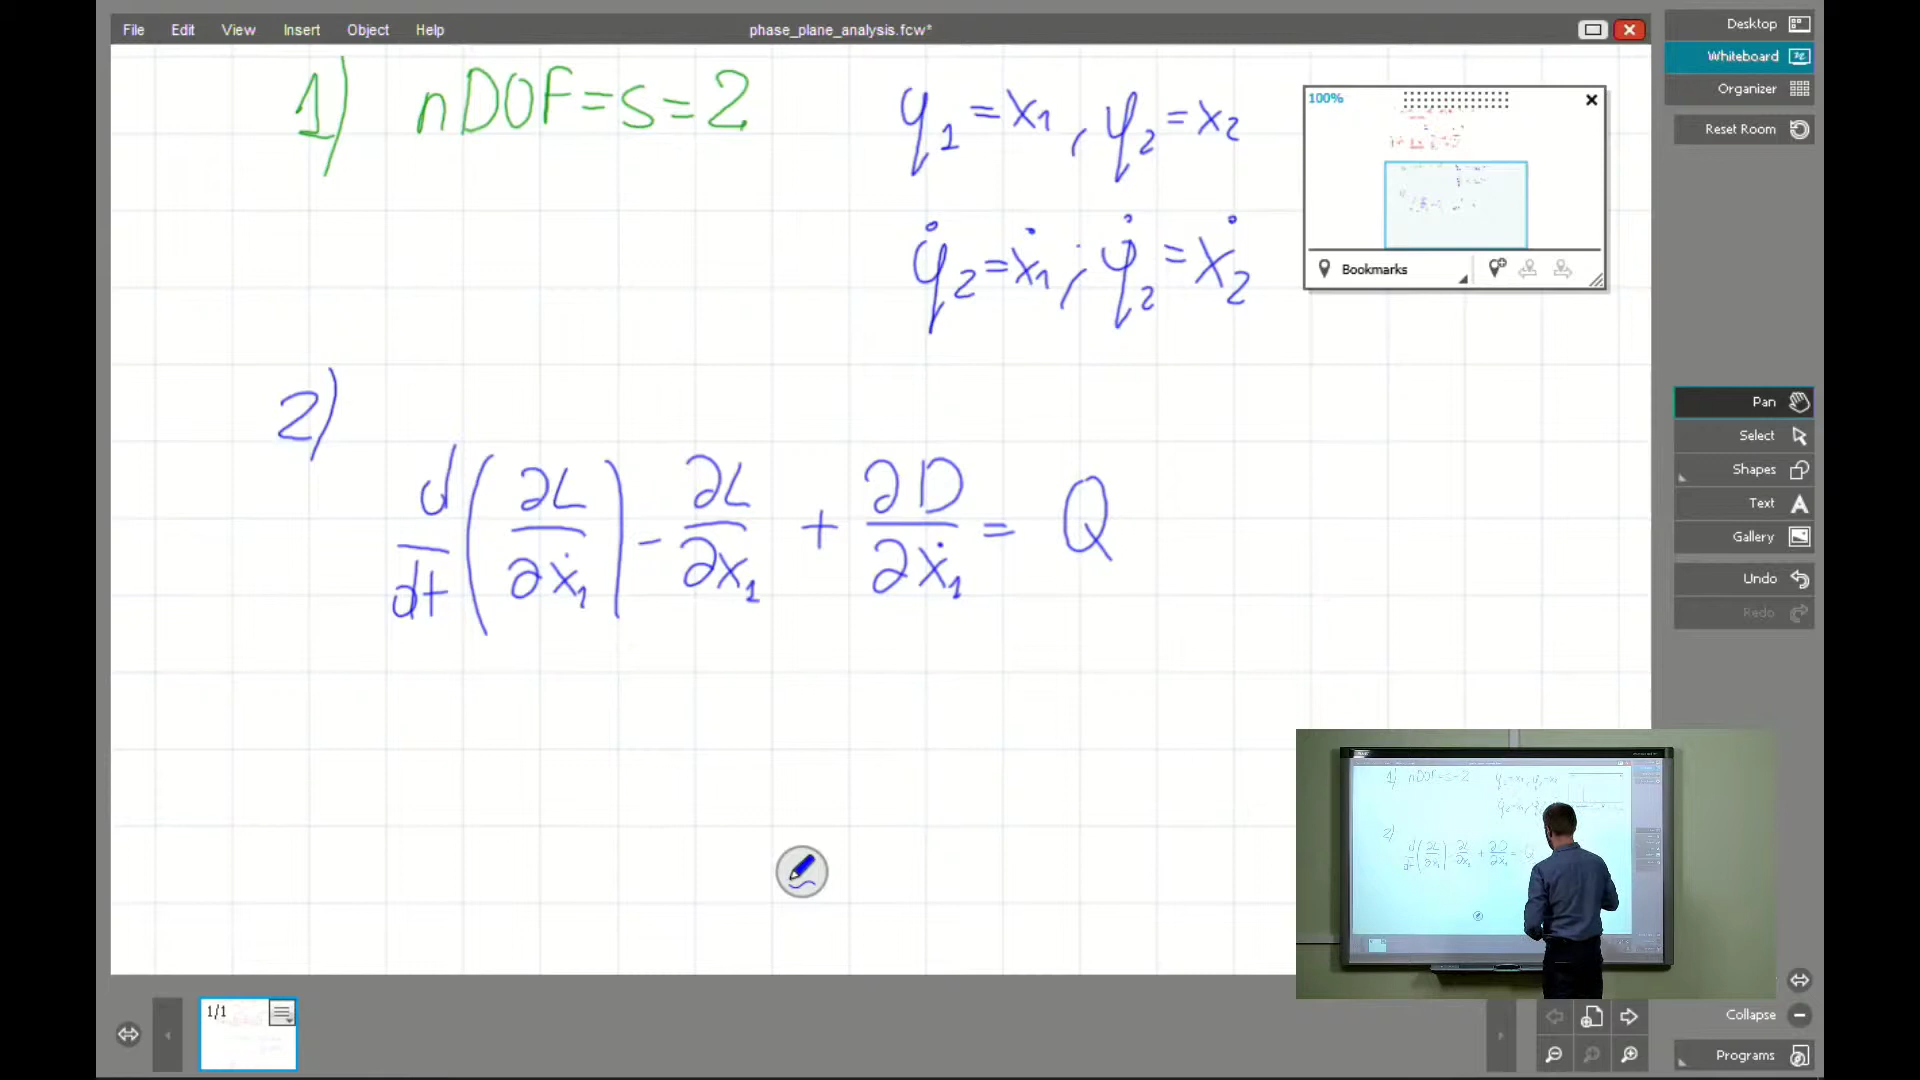 File Edit View Insert Object Help
phase_plane_analysis.fcw*
Desktop
Whiteboard
Organizer
Reset Room
1) nDOF=s=2
q₁=x₁, q₂=x₂
q̇₂=ẋ₁; q̇₂=ẋ₂
100%
Bookmarks
2)
d/dt(∂L/∂ẋ₁)-∂L/∂x₁+∂D/∂ẋ₁=Q
Pan
Select
Shapes
Text
Gallery
Undo
Redo
1/1
Collapse
Programs